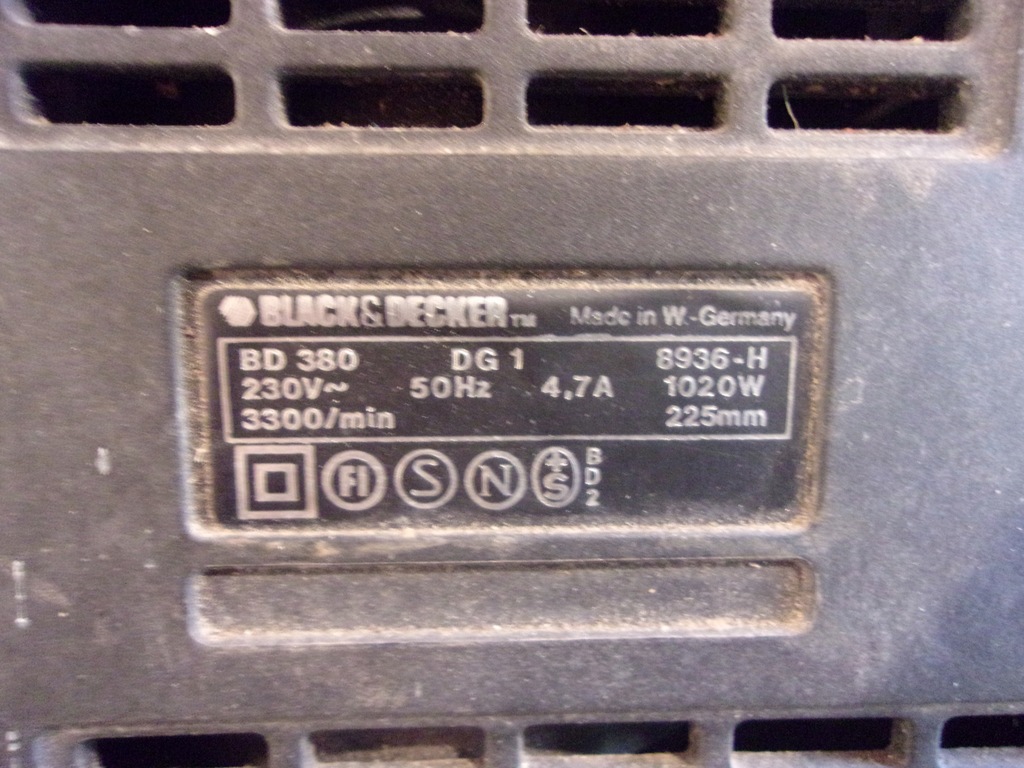 BLACK & DECKER TM Made in W.-Germany
BD 380 DG 1 8936-H
230V~ 50Hz 4,7A 1020W
3300/min 225mm
FI S N +S BD2